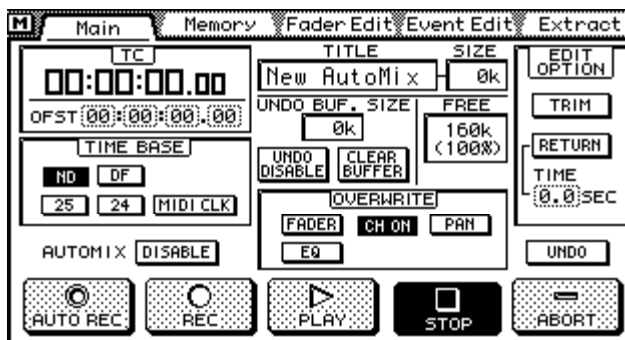 M Main Memory Fader Edit Event Edit Extract
TC
00:00:00.00
OFST 00:00:00.00
TITLE
New AutoMix
SIZE
0k
EDIT
OPTION
TRIM
RETURN
TIME
0.0 SEC
UNDO BUF. SIZE
0k
FREE
160k
(100%)
UNDO
DISABLE
CLEAR
BUFFER
TIME BASE
ND DF
25 24 MIDI CLK
OVERWRITE
FADER CH ON PAN
EQ
AUTOMIX DISABLE
UNDO
AUTO REC
REC
PLAY
STOP
ABORT